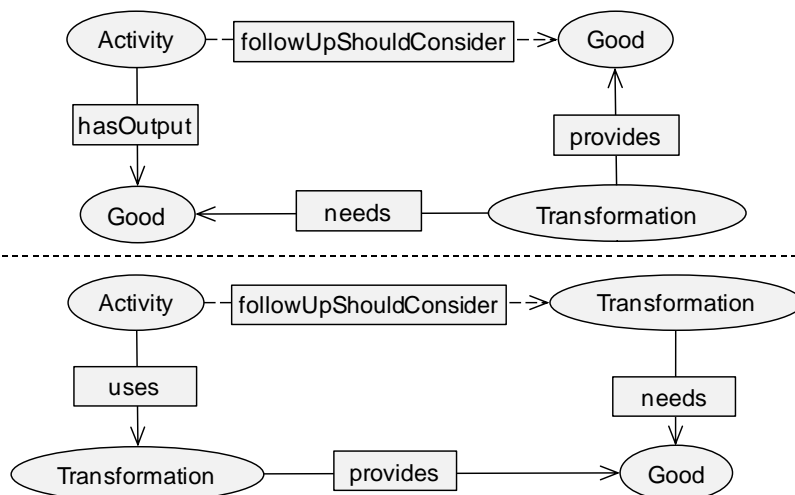 Activity
followUpShouldConsider
Good
hasOutput
provides
Good
needs
Transformation
Activity
followUpShouldConsider
Transformation
uses
needs
Transformation
provides
Good